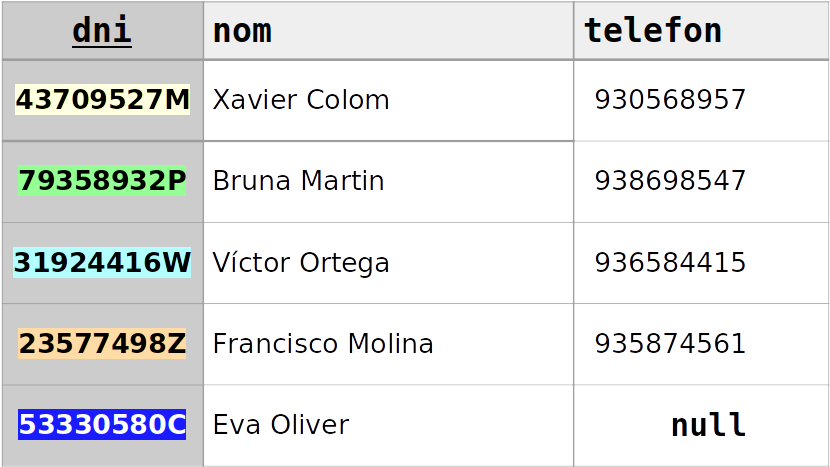 dni nom telefon
43709527M Xavier Colom 930568957
79358932P Bruna Martin 938698547
31924416W Víctor Ortega 936584415
23577498Z Francisco Molina 935874561
53330580C Eva Oliver null